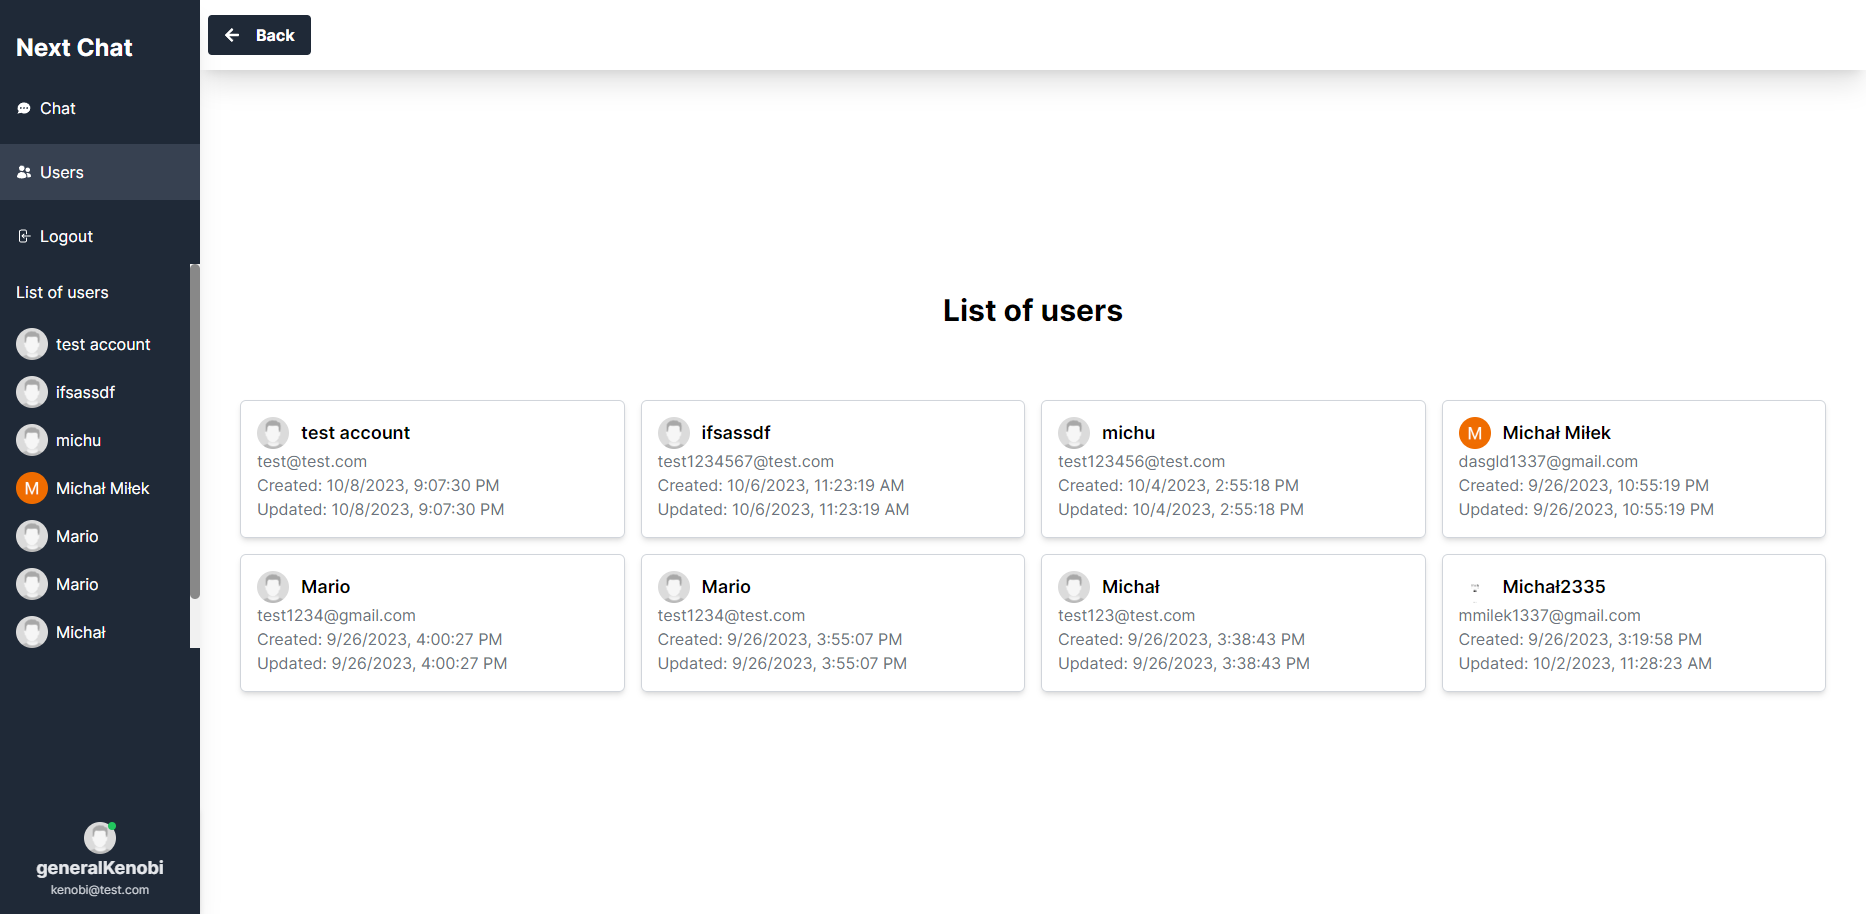 Next Chat
Chat
Users
Logout
List of users
test account
ifsassdf
michu
M
Michał Miłek
Mario
Mario
Michał
generalKenobi
kenobi@test.com
Back
List of users
test account
test@test.com
Created: 10/8/2023, 9:07:30 PM
Updated: 10/8/2023, 9:07:30 PM
ifsassdf
test1234567@test.com
Created: 10/6/2023, 11:23:19 AM
Updated: 10/6/2023, 11:23:19 AM
michu
test123456@test.com
Created: 10/4/2023, 2:55:18 PM
Updated: 10/4/2023, 2:55:18 PM
M
Michał Miłek
dasgld1337@gmail.com
Created: 9/26/2023, 10:55:19 PM
Updated: 9/26/2023, 10:55:19 PM
Mario
test1234@gmail.com
Created: 9/26/2023, 4:00:27 PM
Updated: 9/26/2023, 4:00:27 PM
Mario
test1234@test.com
Created: 9/26/2023, 3:55:07 PM
Updated: 9/26/2023, 3:55:07 PM
Michał
test123@test.com
Created: 9/26/2023, 3:38:43 PM
Updated: 9/26/2023, 3:38:43 PM
Michał2335
mmilek1337@gmail.com
Created: 9/26/2023, 3:19:58 PM
Updated: 10/2/2023, 11:28:23 AM